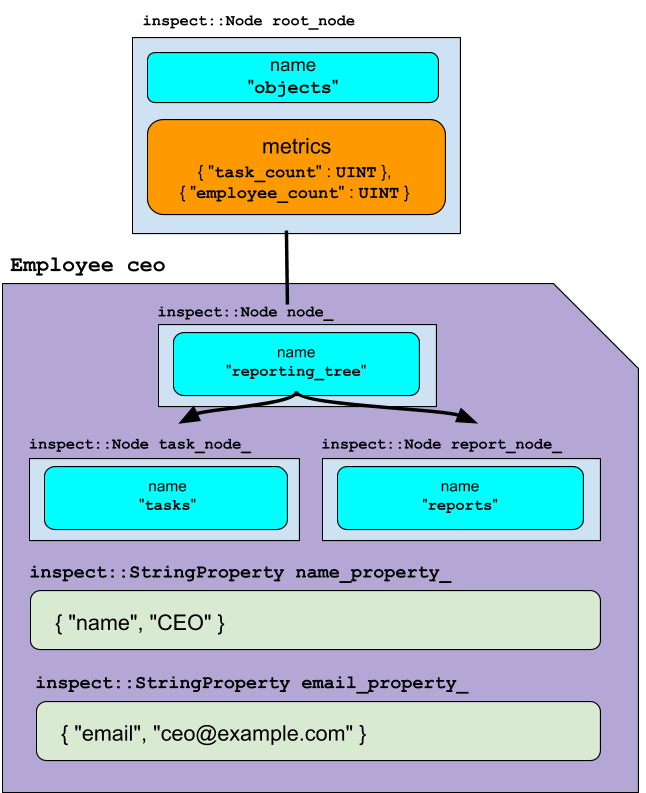 inspect::Node root_node
name
"objects"
metrics
{ "task_count" : UINT },
{ "employee_count" : UINT }
Employee ceo
inspect::Node node_
name
"reporting_tree"
inspect::Node task_node_
name
"tasks"
inspect::Node report_node_
name
"reports"
inspect::StringProperty name_property_
{ "name", "CEO" }
inspect::StringProperty email_property_
{ "email", "ceo@example.com" }